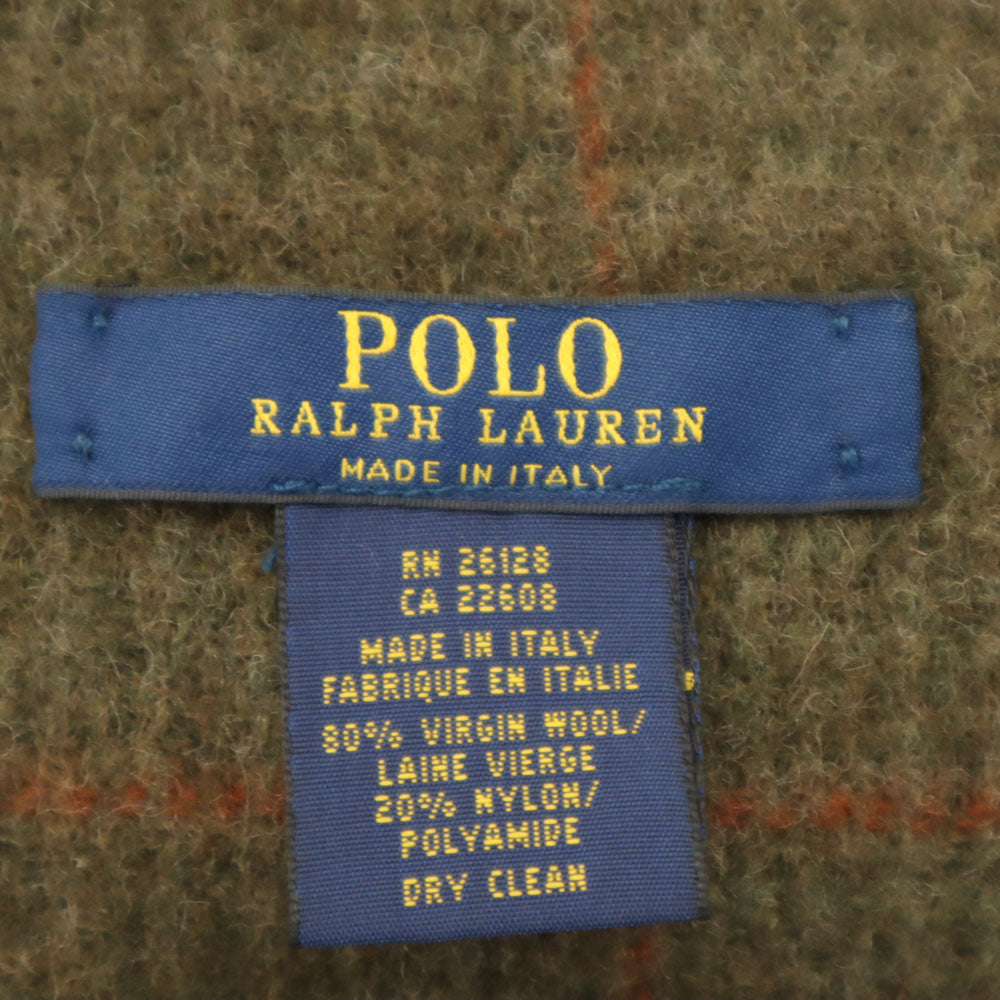 POLO
RALPH LAUREN
MADE IN ITALY
RN 26128
CA 22608
MADE IN ITALY
FABRIQUE EN ITALIE
80% VIRGIN WOOL/
LAINE VIERGE
20% NYLON/
POLYAMIDE
DRY CLEAN